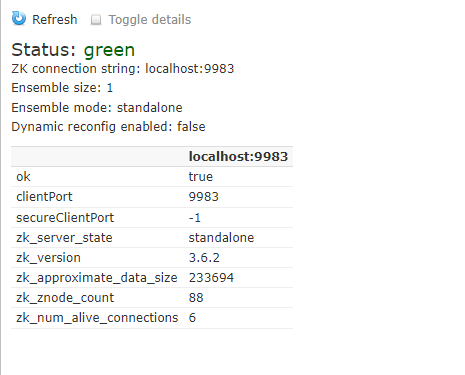 Refresh Toggle details
Status: green
ZK connection string: localhost:9983
Ensemble size: 1
Ensemble mode: standalone
Dynamic reconfig enabled: false
localhost:9983
ok true
clientPort 9983
secureClientPort -1
zk_server_state standalone
zk_version 3.6.2
zk_approximate_data_size 233694
zk_znode_count 88
zk_num_alive_connections 6